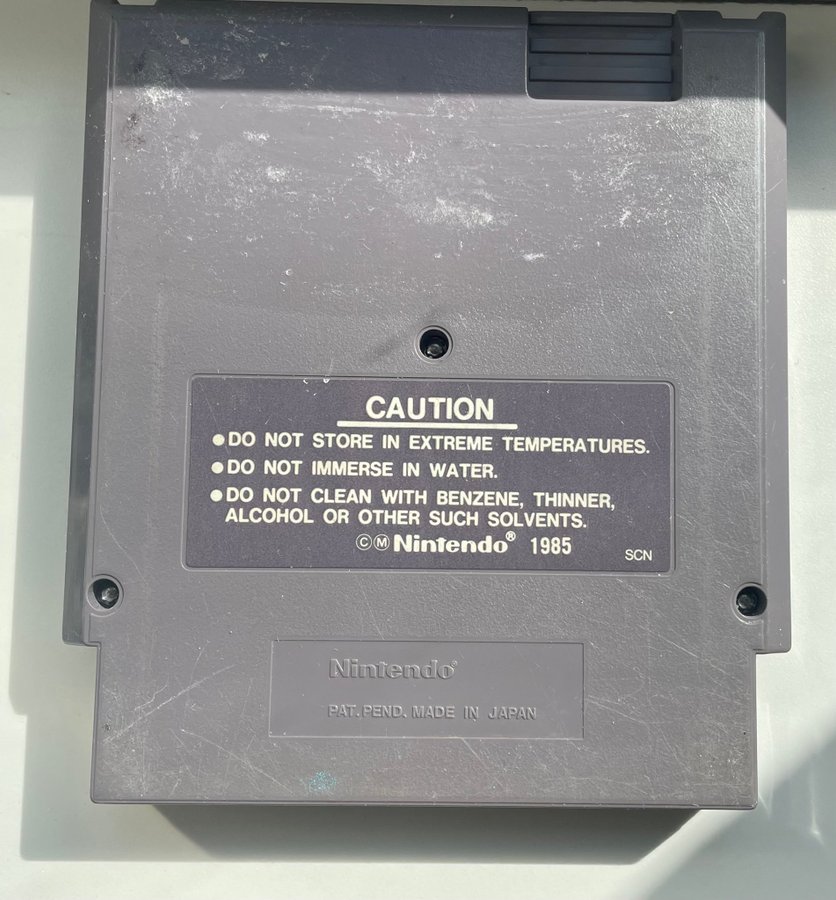 CAUTION
●DO NOT STORE IN EXTREME TEMPERATURES.
●DO NOT IMMERSE IN WATER.
●DO NOT CLEAN WITH BENZENE, THINNER,
ALCOHOL OR OTHER SUCH SOLVENTS.
ⒸⓂNintendo® 1985
SCN
Nintendo®
PAT.PEND. MADE IN JAPAN